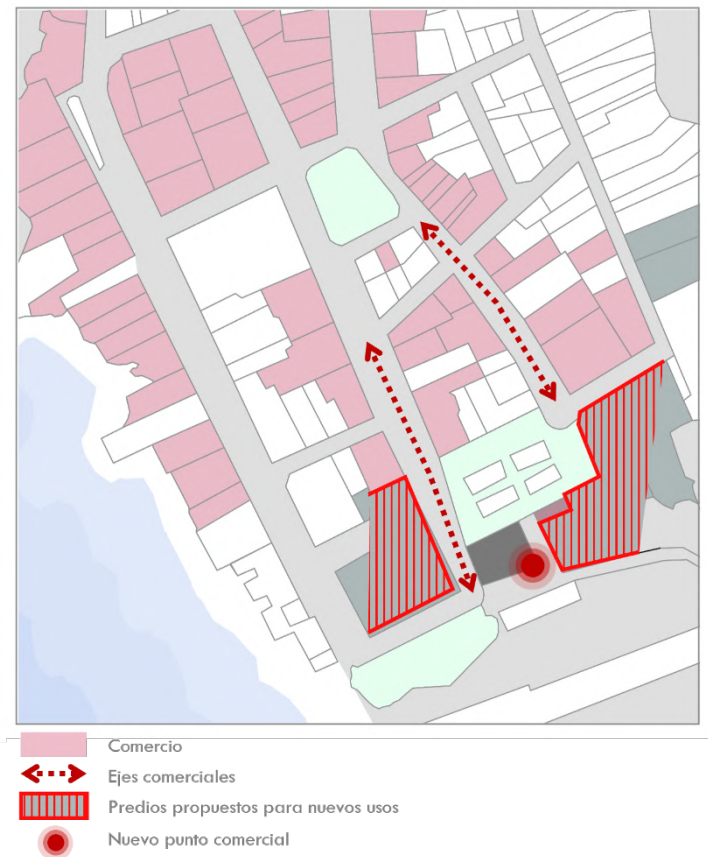 Comercio
Ejes comerciales
Predios propuestos para nuevos usos
Nuevo punto comercial